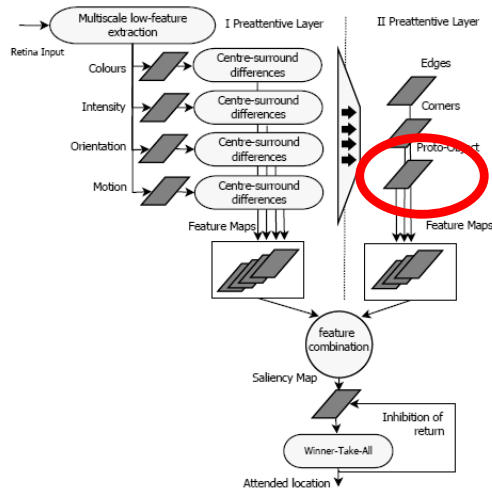 Multiscale low-feature
extraction
I Preattentive Layer
II Preattentive Layer
Retina Input
Colours
Centre-surround
differences
Intensity
Centre-surround
differences
Orientation
Centre-surround
differences
Motion
Centre-surround
differences
Edges
Corners
Proto-Object
Feature Maps
Feature Maps
feature
combination
Saliency Map
Inhibition of
return
Winner-Take-All
Attended location